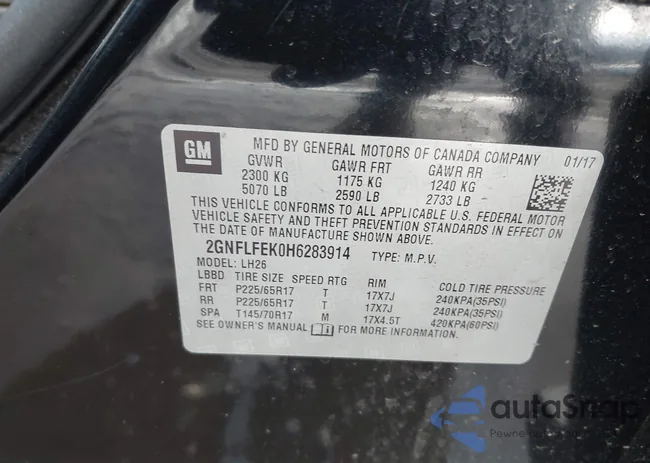 GM MFD BY GENERAL MOTORS OF CANADA COMPANY 01/17
GVWR GAWR FRT GAWR RR
2300 KG 1175 KG 1240 KG
5070 LB 2590 LB 2733 LB
THIS VEHICLE CONFORMS TO ALL APPLICABLE U.S. FEDERAL MOTOR
VEHICLE SAFETY AND THEFT PREVENTION STANDARDS IN EFFECT ON
THE DATE OF MANUFACTURE SHOWN ABOVE.
2GNFLFEK0H6283914 TYPE: M.P.V.
MODEL: LH26
LBBD TIRE SIZE SPEED RTG RIM COLD TIRE PRESSURE
FRT P225/65R17 T 17X7J 240KPA(35PSI)
RR P225/65R17 T 17X7J 240KPA(35PSI)
SPA T145/70R17 M 17X4.5T 420KPA(60PSI)
SEE OWNER'S MANUAL FOR MORE INFORMATION.
autoSnap
Pewne auto